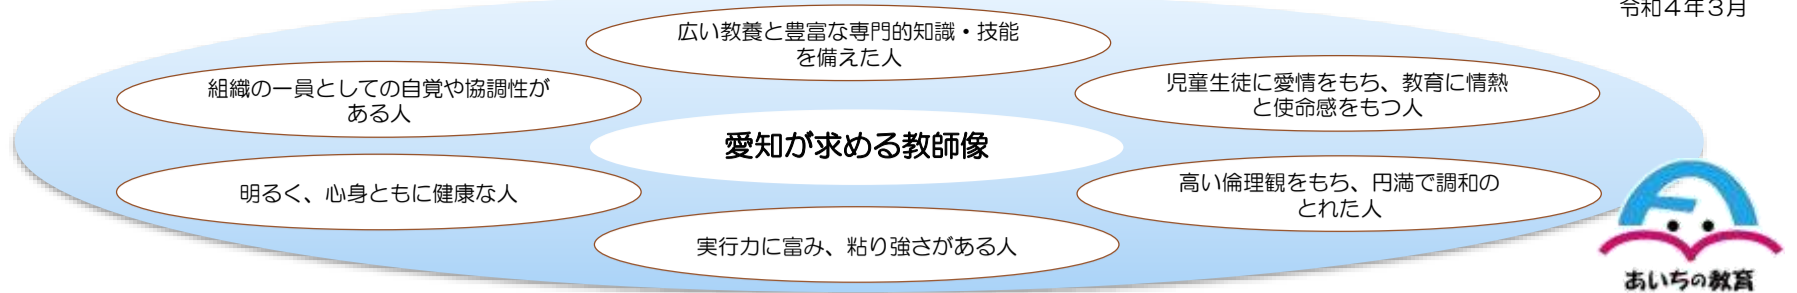 令和４年３月
広い教養と豊富な専門的知識・技能
を備えた人
組織の一員としての自覚や協調性が
ある人
児童生徒に愛情をもち、教育に情熱
と使命感をもつ人
愛知が求める教師像
明るく、心身ともに健康な人
高い倫理観をもち、円満で調和の
とれた人
実行力に富み、粘り強さがある人
あいちの教育